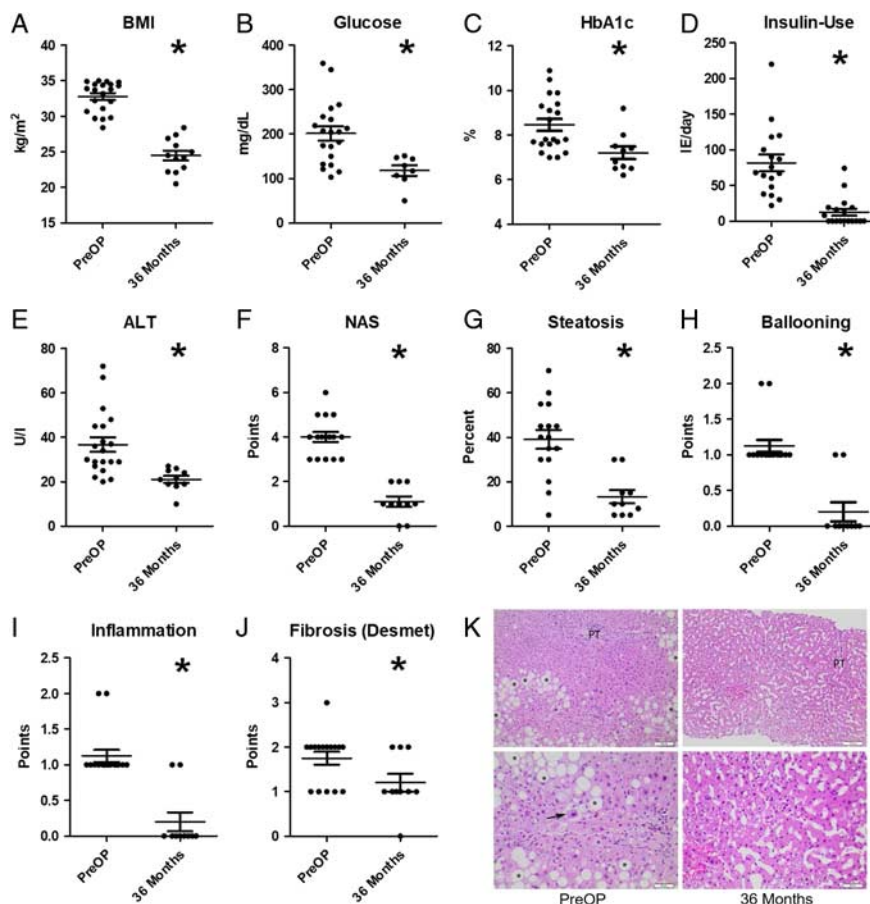 A BMI *
kg/m²
40
35
30
25
20
15
PreOP
36 Months
B Glucose *
mg/dL
400
300
200
100
0
PreOP
36 Months
C HbA1c *
%
12
10
8
6
4
PreOP
36 Months
D Insulin-Use *
IE/day
250
200
150
100
50
0
PreOP
36 Months
E ALT *
U/l
80
60
40
20
0
PreOP
36 Months
F NAS *
Points
8
6
4
2
0
PreOP
36 Months
G Steatosis *
Percent
80
60
40
20
0
PreOP
36 Months
H Ballooning *
Points
2.5
2.0
1.5
1.0
0.5
0.0
PreOP
36 Months
I Inflammation *
Points
2.5
2.0
1.5
1.0
0.5
0.0
PreOP
36 Months
J Fibrosis (Desmet) *
Points
4
3
2
1
0
PreOP
36 Months
K
PT
PT
PreOP
36 Months